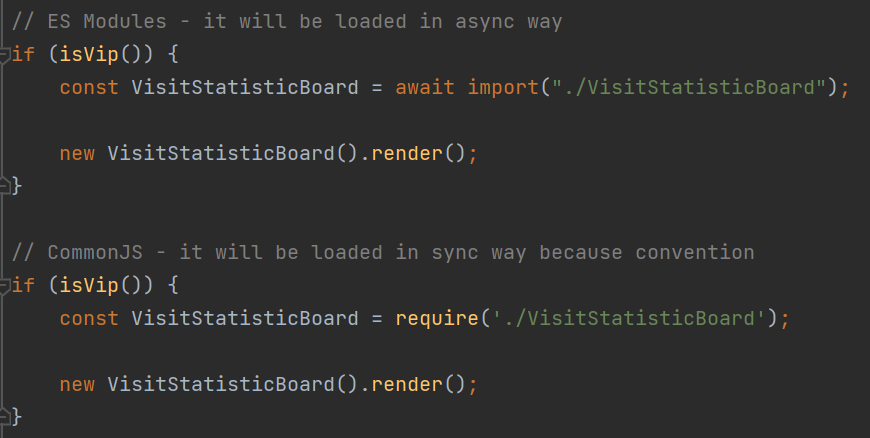 // ES Modules - it will be loaded in async way
if (isVip()) {
    const VisitStatisticBoard = await import("./VisitStatisticBoard");
    new VisitStatisticBoard().render();
}
// CommonJS - it will be loaded in sync way because convention
if (isVip()) {
    const VisitStatisticBoard = require('./VisitStatisticBoard');
    new VisitStatisticBoard().render();
}